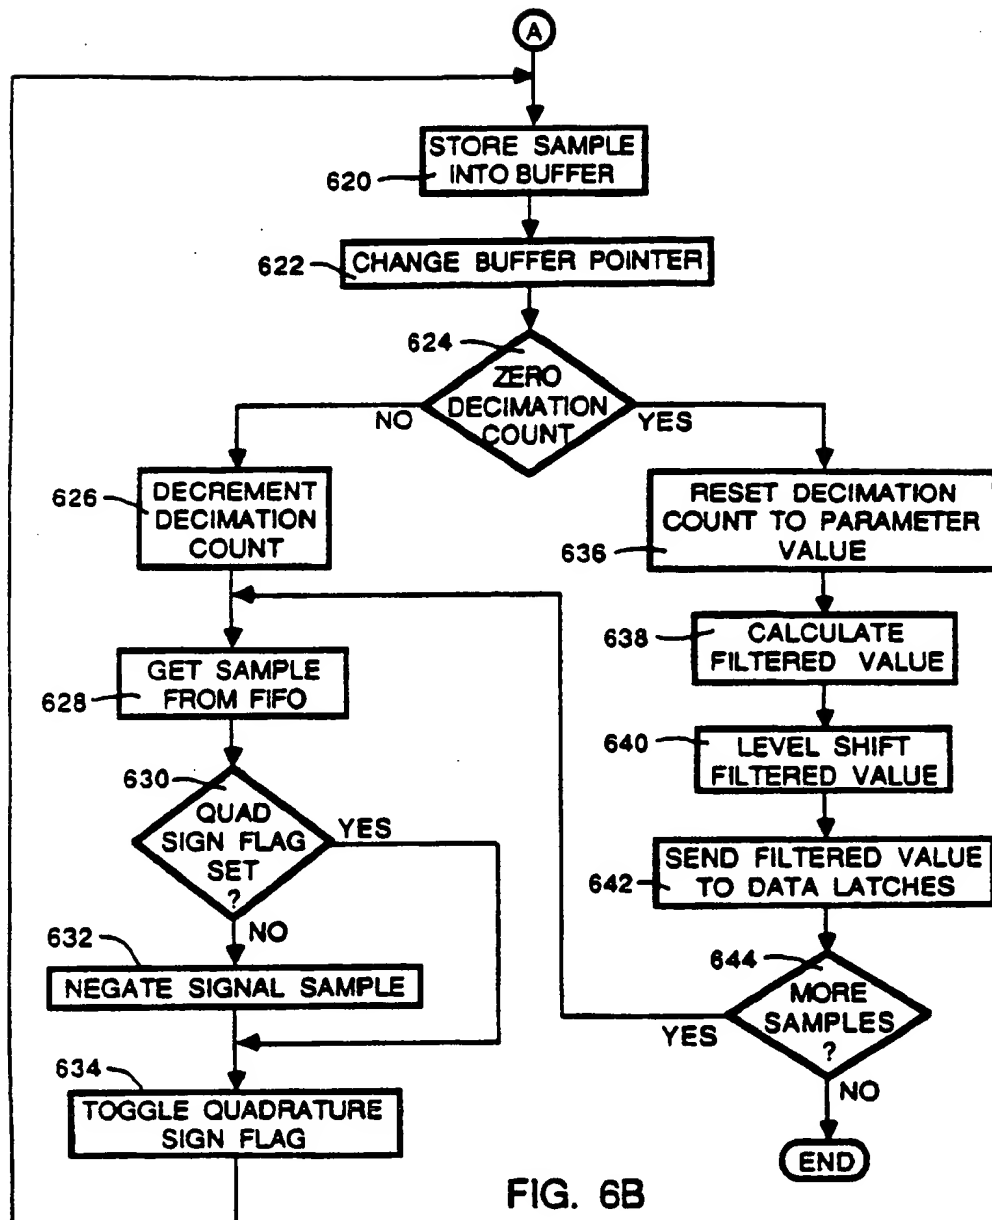 A
STORE SAMPLE
INTO BUFFER
620
CHANGE BUFFER POINTER
622
624
ZERO
DECIMATION
COUNT
NO
YES
DECREMENT
DECIMATION
COUNT
626
GET SAMPLE
FROM FIFO
628
630
QUAD
SIGN FLAG
SET
?
YES
NO
632
NEGATE SIGNAL SAMPLE
634
TOGGLE QUADRATURE
SIGN FLAG
RESET DECIMATION
COUNT TO PARAMETER
VALUE
636
638
CALCULATE
FILTERED VALUE
640
LEVEL SHIFT
FILTERED VALUE
SEND FILTERED VALUE
TO DATA LATCHES
642
644
MORE
SAMPLES
?
YES
NO
END
FIG. 6B